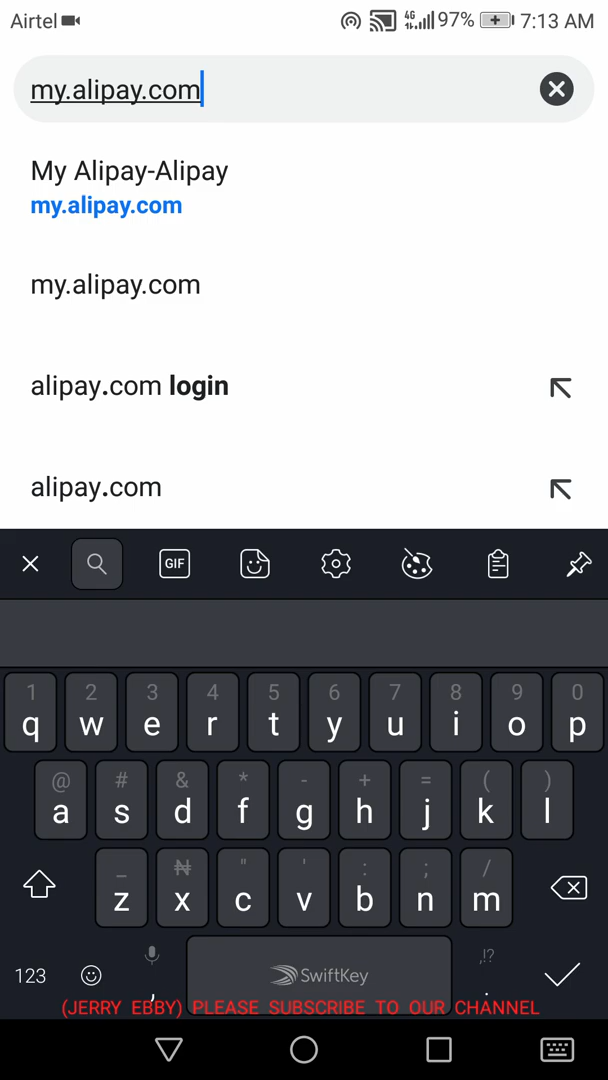 Airtel 4G 97% 7:13 AM
my.alipay.com
My Alipay-Alipay
my.alipay.com
my.alipay.com
alipay.com login
alipay.com
GIF
1 2 3 4 5 6 7 8 9 0
q w e r t y u i o p
@ # & * - + = ( )
a s d f g h j k l
_ ₦ " ' : ; /
z x c v b n m
,!?
123 , SwiftKey .
(JERRY EBBY) PLEASE SUBSCRIBE TO OUR CHANNEL